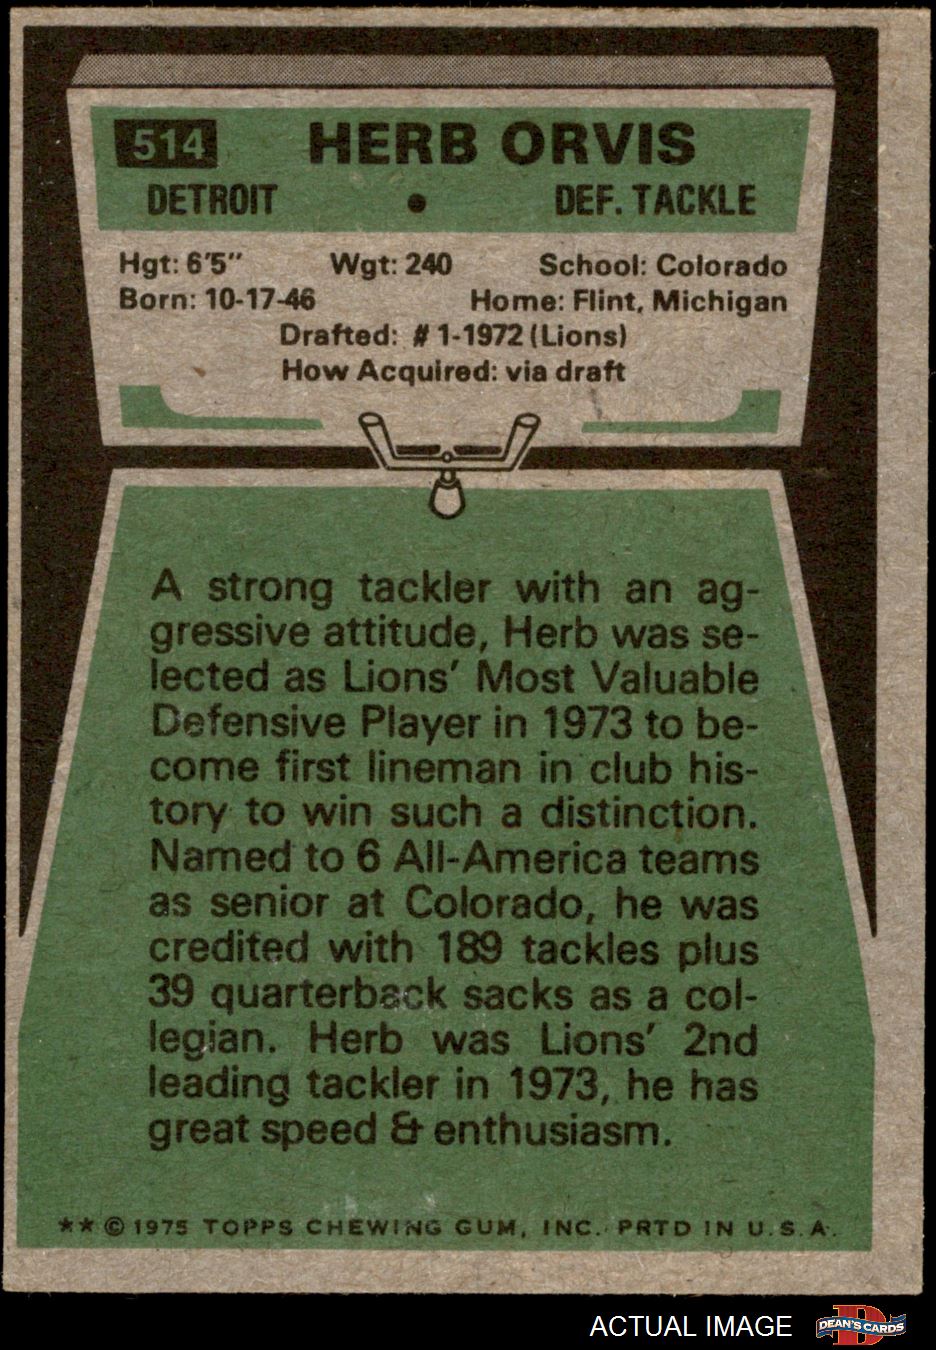 514 HERB ORVIS
DETROIT • DEF. TACKLE
Hgt: 6'5" Wgt: 240 School: Colorado
Born: 10-17-46 Home: Flint, Michigan
Drafted: #1-1972 (Lions)
How Acquired: via draft
A strong tackler with an ag-
gressive attitude, Herb was se-
lected as Lions' Most Valuable
Defensive Player in 1973 to be-
come first lineman in club his-
tory to win such a distinction.
Named to 6 All-America teams
as senior at Colorado, he was
credited with 189 tackles plus
39 quarterback sacks as a col-
legian. Herb was Lions' 2nd
leading tackler in 1973, he has
great speed & enthusiasm.
**© 1975 TOPPS CHEWING GUM, INC. PRTD IN U.S.A.
ACTUAL IMAGE D DEAN'S CARDS